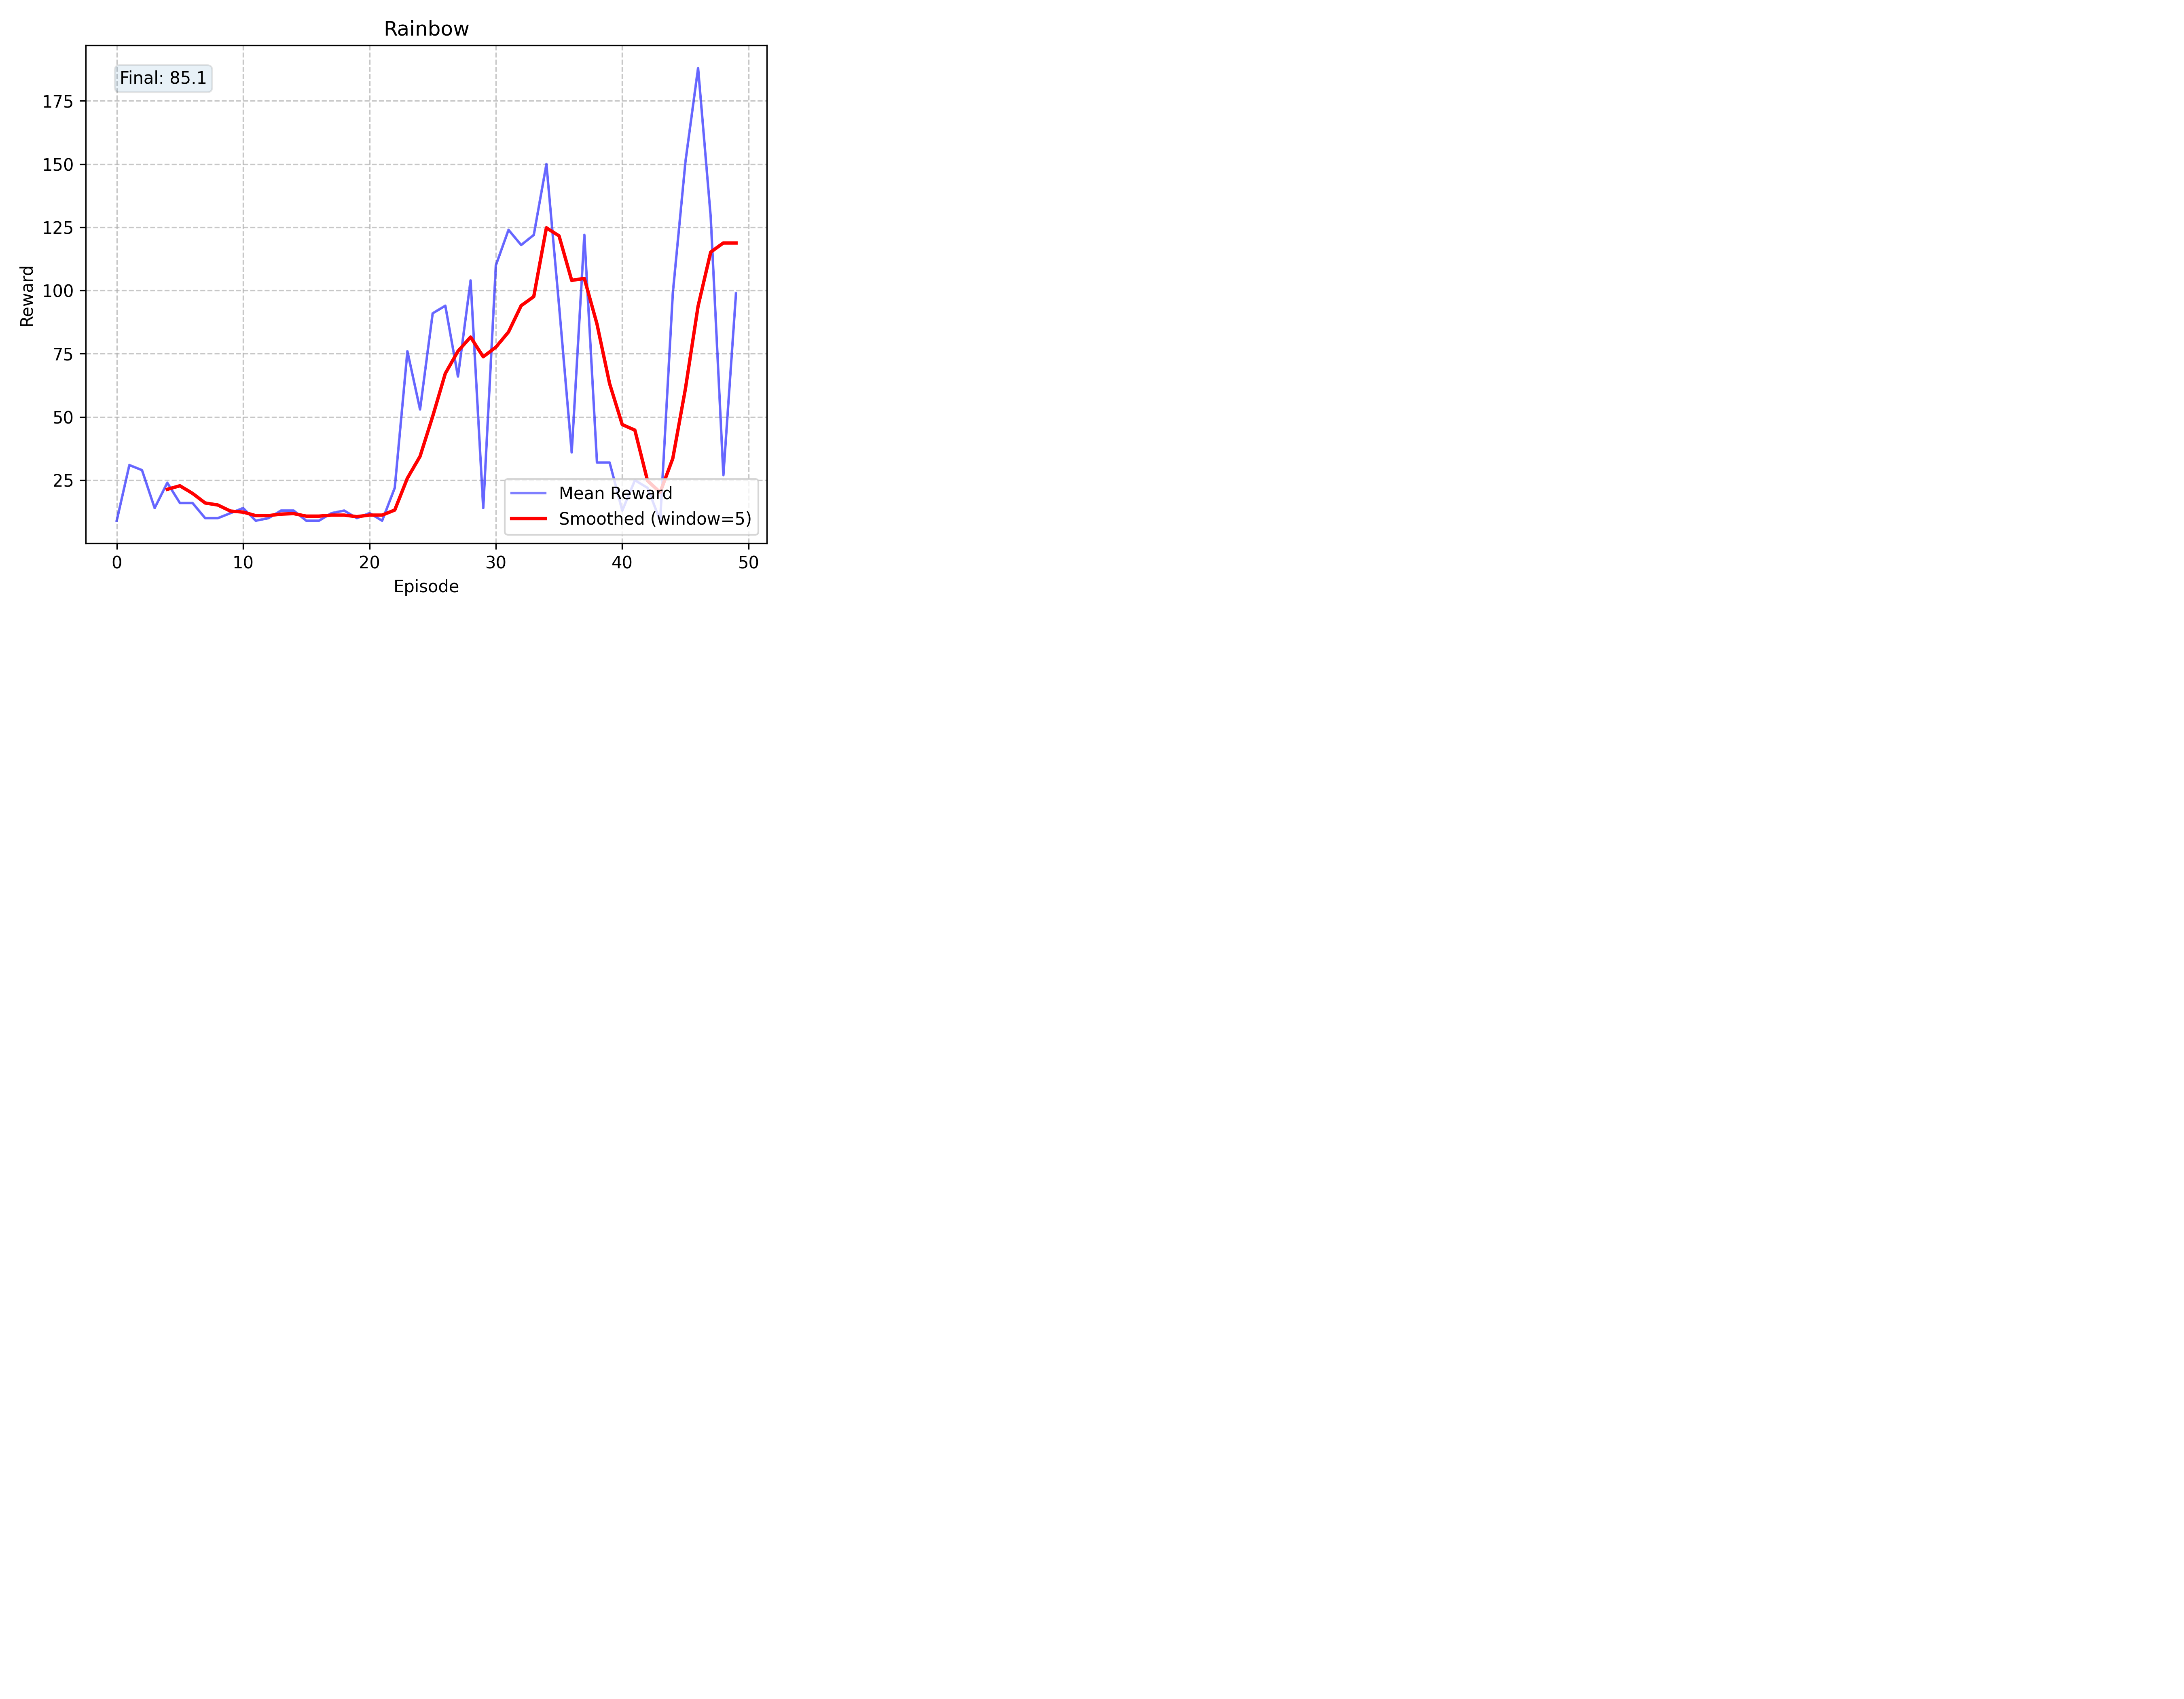 Rainbow
Final: 85.1
175
150
125
100
75
50
25
Reward
Mean Reward
Smoothed (window=5)
0 10 20 30 40 50
Episode